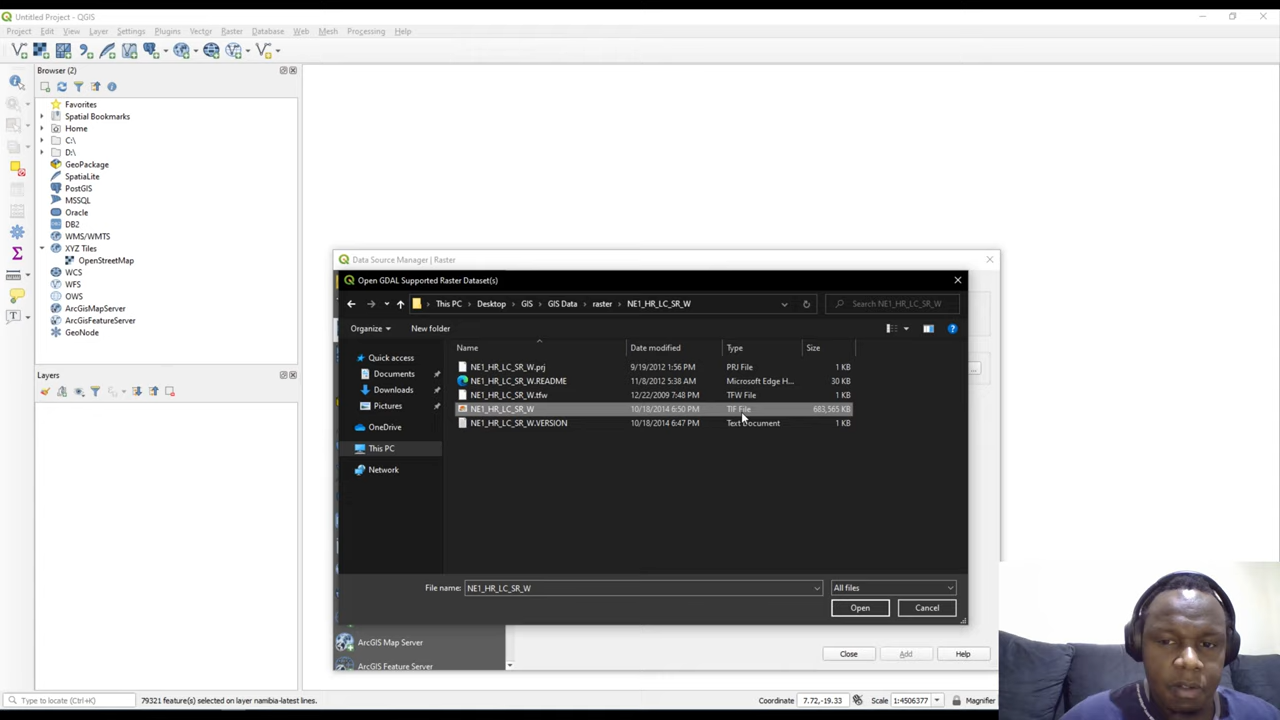 Untitled Project - QGIS
Project Edit View Layer Settings Plugins Vector Raster Database Web Mesh Processing Help
Browser (2)
Favorites
Spatial Bookmarks
Home
C:\
D:\
GeoPackage
SpatiaLite
PostGIS
MSSQL
Oracle
DB2
WMS/WMTS
XYZ Tiles
OpenStreetMap
WCS
WFS
OWS
ArcGisMapServer
ArcGisFeatureServer
GeoNode
Layers
Data Source Manager | Raster
Open GDAL Supported Raster Dataset(s)
This PC › Desktop › GIS › GIS Data › raster › NE1_HR_LC_SR_W
Search NE1_HR_LC_SR_W
Organize New folder
Quick access
Documents
Downloads
Pictures
OneDrive
This PC
Network
Name Date modified Type Size
NE1_HR_LC_SR_W.prj 9/19/2012 1:56 PM PRJ File 1 KB
NE1_HR_LC_SR_W.README 11/8/2012 5:38 AM Microsoft Edge H... 30 KB
NE1_HR_LC_SR_W.tfw 12/22/2009 7:48 PM TFW File 1 KB
NE1_HR_LC_SR_W 10/18/2014 6:50 PM TIF File 683,565 KB
NE1_HR_LC_SR_W.VERSION 10/18/2014 6:47 PM Text Document 1 KB
File name: NE1_HR_LC_SR_W All files
Open Cancel
ArcGIS Map Server
ArcGIS Feature Server
Close Add Help
Type to locate (Ctrl+K) 79321 feature(s) selected on layer namibia-latest lines. Coordinate 7.72,-19.33 Scale 1:4506377 Magnifier